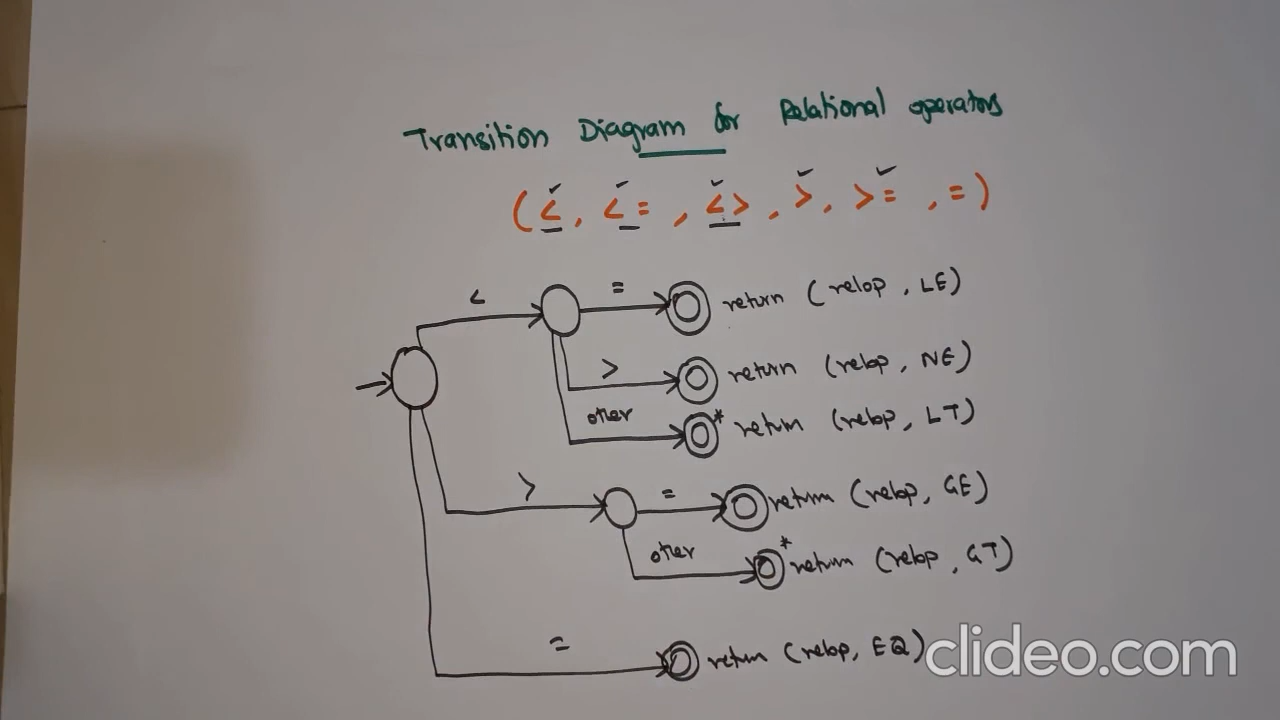 Transition Diagram for Relational operators
(<, <=, <>, >, >=, =)
< = return (relop, LE)
> return (relop, NE)
other * return (relop, LT)
> = return (relop, GE)
other * return (relop, GT)
= return (relop, EQ)
clideo.com